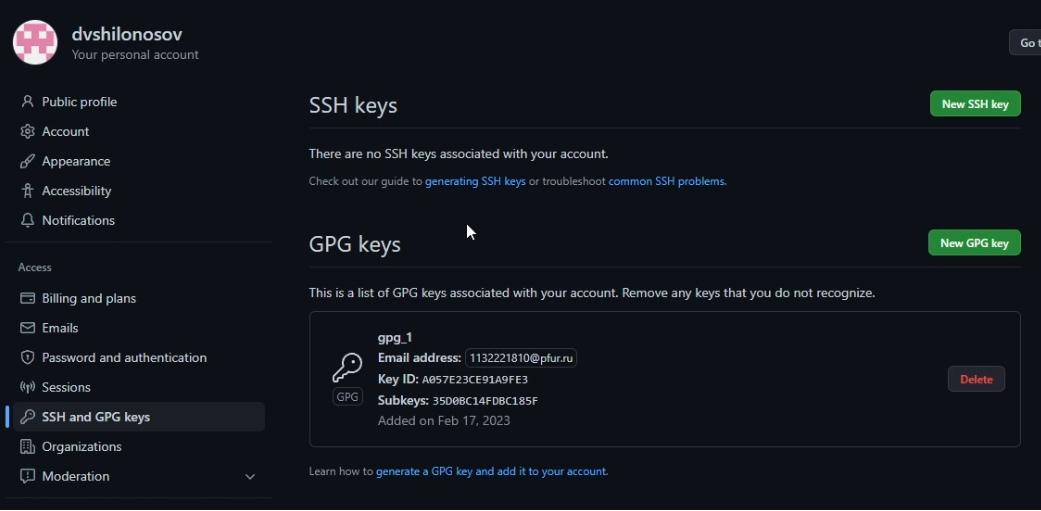 dvshilonosov
Your personal account
Go t
Public profile
Account
Appearance
Accessibility
Notifications
Access
Billing and plans
Emails
Password and authentication
Sessions
SSH and GPG keys
Organizations
Moderation
SSH keys
New SSH key
There are no SSH keys associated with your account.
Check out our guide to generating SSH keys or troubleshoot common SSH problems.
GPG keys
New GPG key
This is a list of GPG keys associated with your account. Remove any keys that you do not recognize.
gpg_1
Email address: 1132221810@pfur.ru
Key ID: A057E23CE91A9FE3
GPG
Subkeys: 35D0BC14FDBC185F
Added on Feb 17, 2023
Delete
Learn how to generate a GPG key and add it to your account.